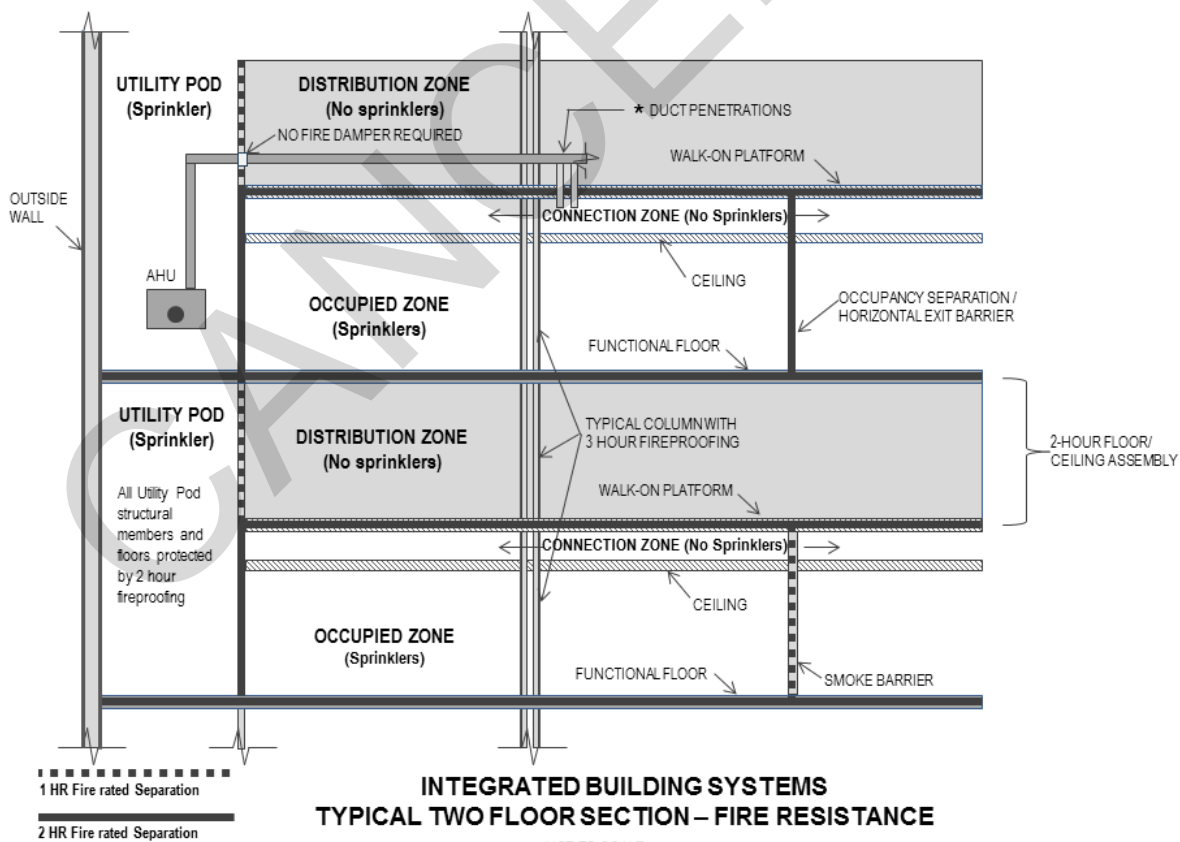 UTILITY POD
(Sprinkler)
DISTRIBUTION ZONE
(No sprinklers)
* DUCT PENETRATIONS
NO FIRE DAMPER REQUIRED
WALK-ON PLATFORM
OUTSIDE
WALL
CONNECTION ZONE (No Sprinklers)
AHU
CEILING
OCCUPIED ZONE
(Sprinklers)
OCCUPANCY SEPARATION /
HORIZONTAL EXIT BARRIER
FUNCTIONAL FLOOR
UTILITY POD
(Sprinkler)
DISTRIBUTION ZONE
(No sprinklers)
TYPICAL COLUMN WITH
3 HOUR FIREPROOFING
2-HOUR FLOOR/
CEILING ASSEMBLY
All Utility Pod
structural
members and
floors protected
by 2 hour
fireproofing
WALK-ON PLATFORM
CONNECTION ZONE (No Sprinklers)
CEILING
OCCUPIED ZONE
(Sprinklers)
FUNCTIONAL FLOOR
SMOKE BARRIER
1 HR Fire rated Separation
2 HR Fire rated Separation
INTEGRATED BUILDING SYSTEMS
TYPICAL TWO FLOOR SECTION – FIRE RESISTANCE